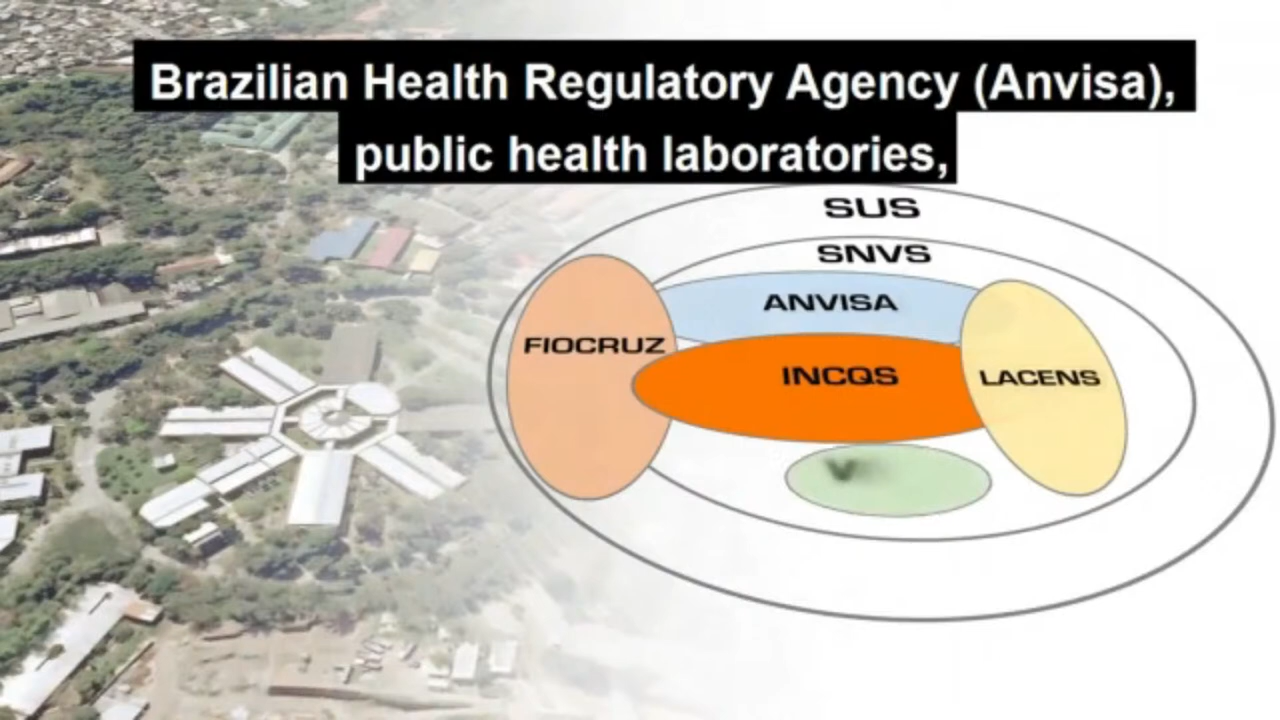 Brazilian Health Regulatory Agency (Anvisa),
public health laboratories,
SUS
SNVS
ANVISA
FIOCRUZ
INCQS
LACENS
V